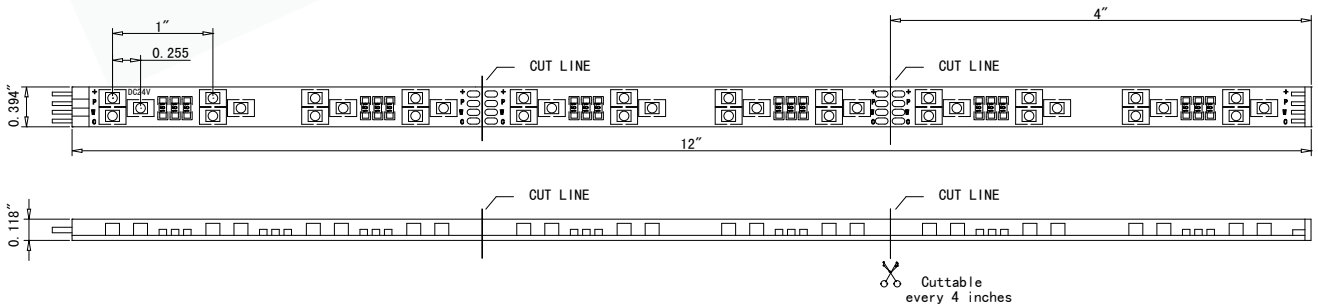 4"
1"
0.255
CUT LINE
CUT LINE
0.394"
DC24V
+
P
W
G
+
P
W
G
+
P
W
G
+
P
W
G
+
P
W
G
+
P
W
G
12"
CUT LINE
CUT LINE
0.118"
Cuttable
every 4 inches